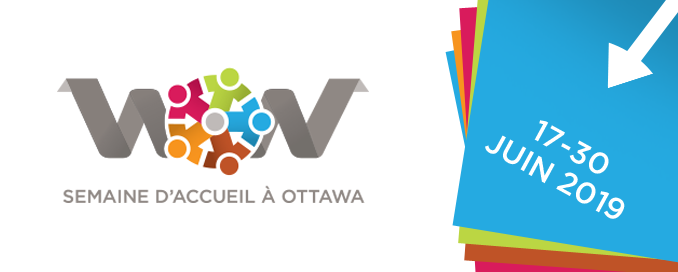 WOW
SEMAINE D'ACCUEIL À OTTAWA
17-30
JUIN 2019